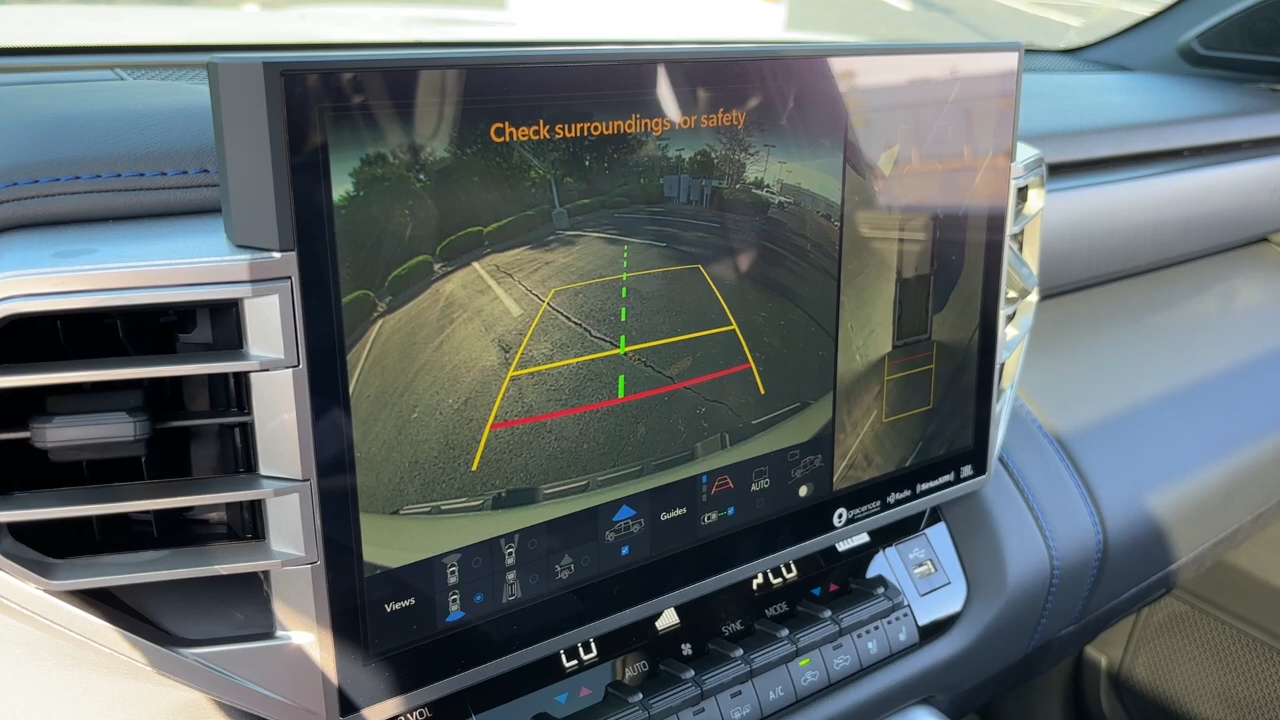 Check surroundings for safety
Views
Guides
AUTO
gracenote
HD Radio
SiriusXM
JBL
LO
LO
MODE
SYNC
AUTO
A/C
VOL